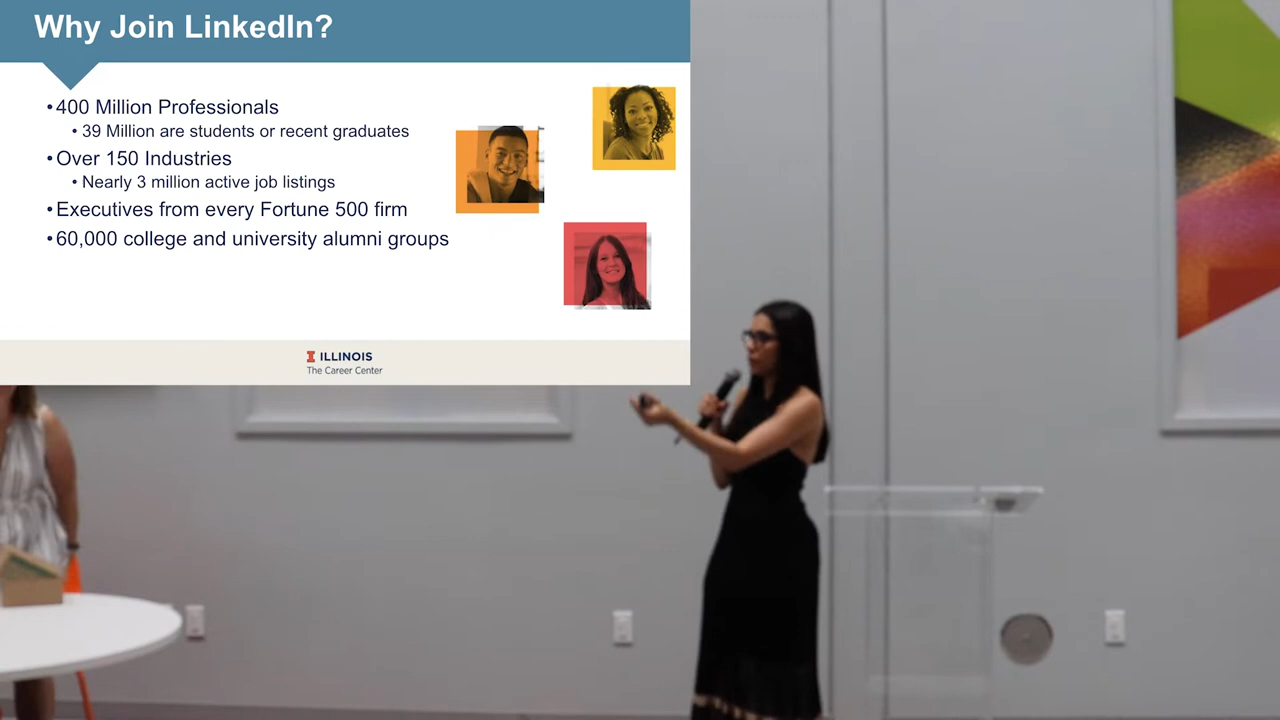 Why Join LinkedIn?
•400 Million Professionals
• 39 Million are students or recent graduates
•Over 150 Industries
• Nearly 3 million active job listings
•Executives from every Fortune 500 firm
•60,000 college and university alumni groups
I ILLINOIS
The Career Center